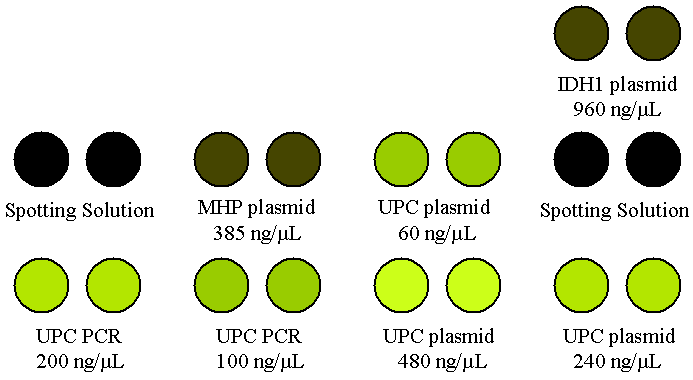 IDH1 plasmid
960 ng/µL
Spotting Solution
MHP plasmid
385 ng/µL
UPC plasmid
60 ng/µL
Spotting Solution
UPC PCR
200 ng/µL
UPC PCR
100 ng/µL
UPC plasmid
480 ng/µL
UPC plasmid
240 ng/µL